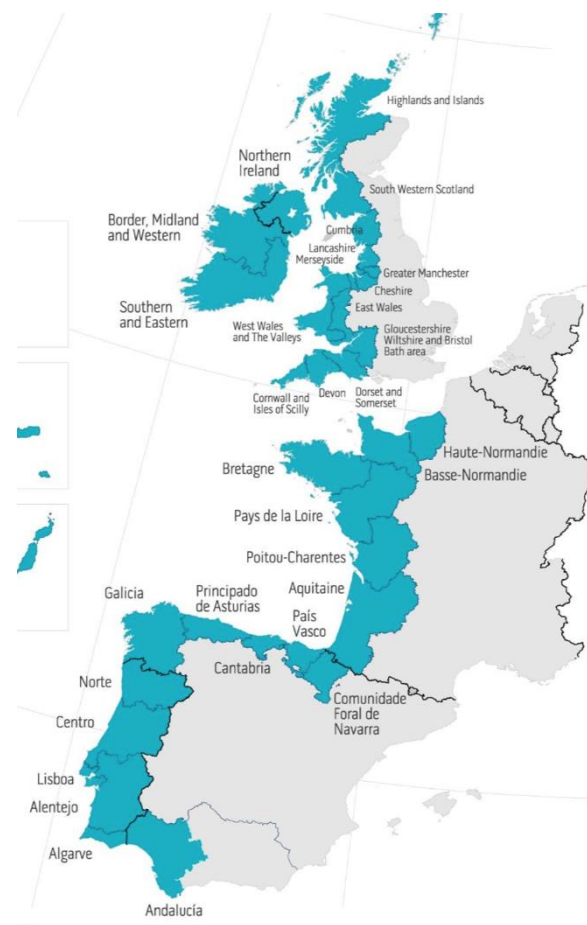 Highlands and Islands
Northern
Ireland
South Western Scotland
Border, Midland
and Western
Cumbria
Lancashire
Merseyside
Greater Manchester
Cheshire
East Wales
Southern
and Eastern
West Wales
and The Valleys
Gloucestershire
Wiltshire and Bristol
Bath area
Cornwall and
Isles of Scilly
Devon
Dorset and
Somerset
Haute-Normandie
Bretagne
Basse-Normandie
Pays de la Loire
Poitou-Charentes
Aquitaine
Galicia
Principado
de Asturias
País
Vasco
Cantabria
Norte
Comunidade
Foral de
Navarra
Centro
Lisboa
Alentejo
Algarve
Andalucía